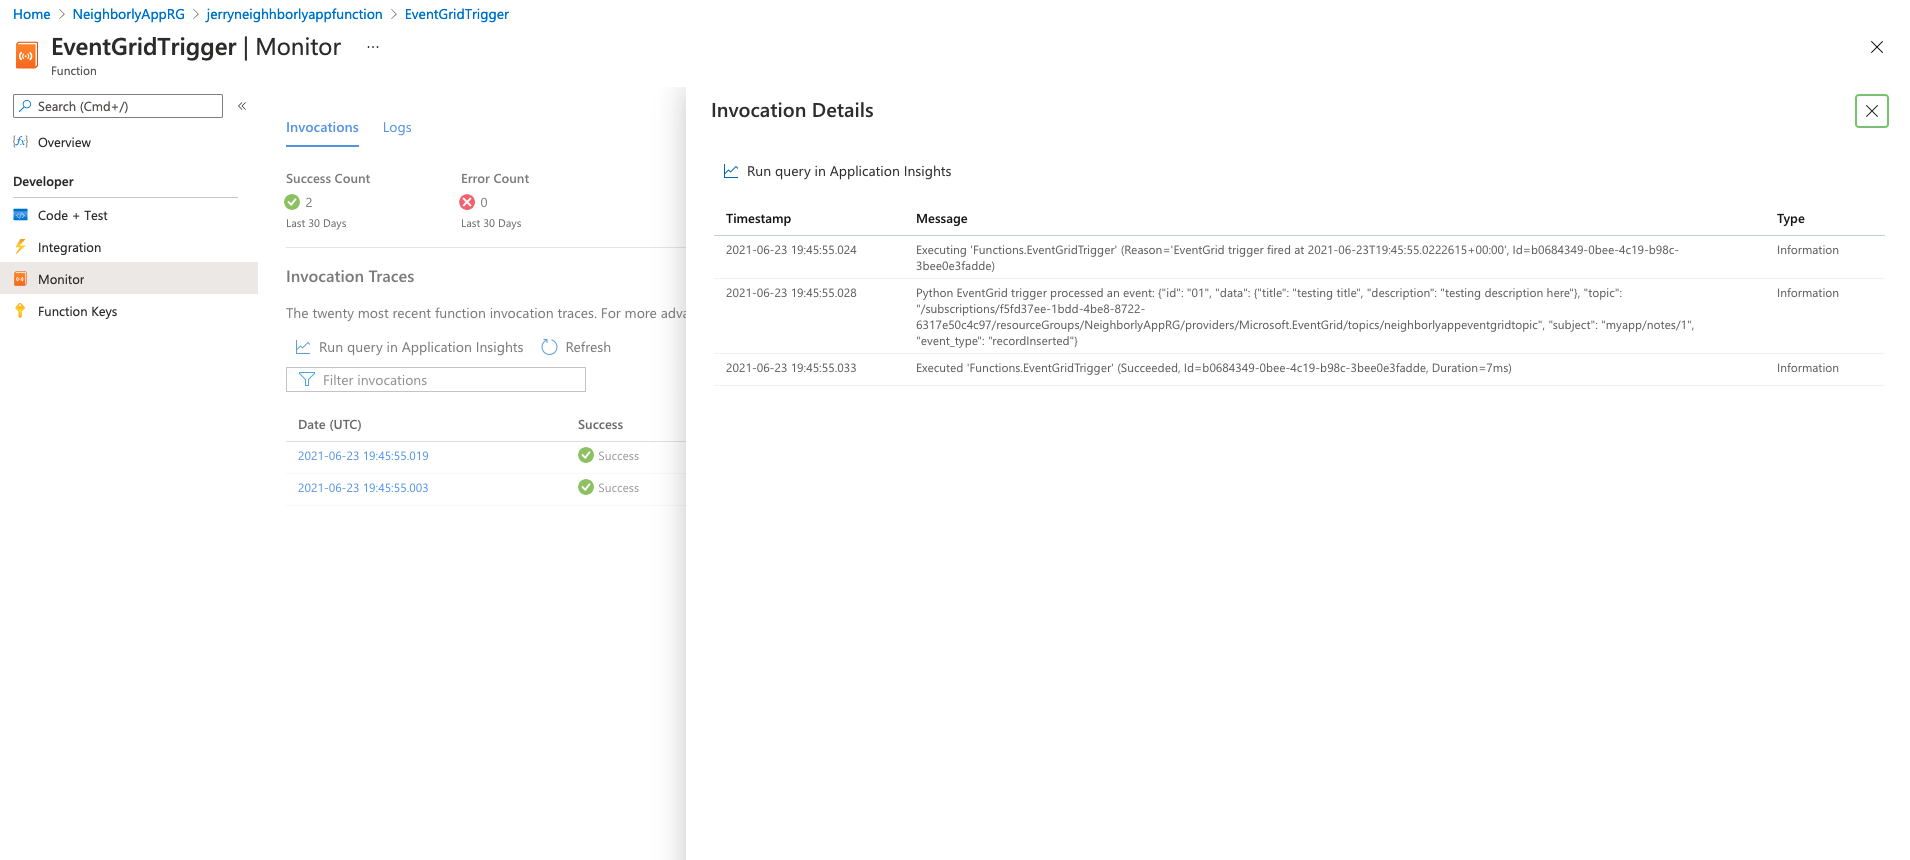 Home > NeighborlyAppRG > jerryneighhborlyappfunction > EventGridTrigger
EventGridTrigger | Monitor ...
Function
Search (Cmd+/)
«
Overview
Developer
Code + Test
Integration
Monitor
Function Keys
Invocations Logs
Success Count Error Count
2 0
Last 30 Days Last 30 Days
Invocation Traces
The twenty most recent function invocation traces. For more adva
Run query in Application Insights Refresh
Filter invocations
Date (UTC) Success
2021-06-23 19:45:55.019 Success
2021-06-23 19:45:55.003 Success
Invocation Details
Run query in Application Insights
Timestamp Message Type
2021-06-23 19:45:55.024 Executing 'Functions.EventGridTrigger' (Reason='EventGrid trigger fired at 2021-06-23T19:45:55.0222615+00:00', Id=b0684349-0bee-4c19-b98c- Information
3bee0e3fadde)
2021-06-23 19:45:55.028 Python EventGrid trigger processed an event: {"id": "01", "data": {"title": "testing title", "description": "testing description here"}, "topic": Information
"/subscriptions/f5fd37ee-1bdd-4be8-8722-
6317e50c4c97/resourceGroups/NeighborlyAppRG/providers/Microsoft.EventGrid/topics/neighborlyappeventgridtopic", "subject": "myapp/notes/1",
"event_type": "recordInserted"}
2021-06-23 19:45:55.033 Executed 'Functions.EventGridTrigger' (Succeeded, Id=b0684349-0bee-4c19-b98c-3bee0e3fadde, Duration=7ms) Information